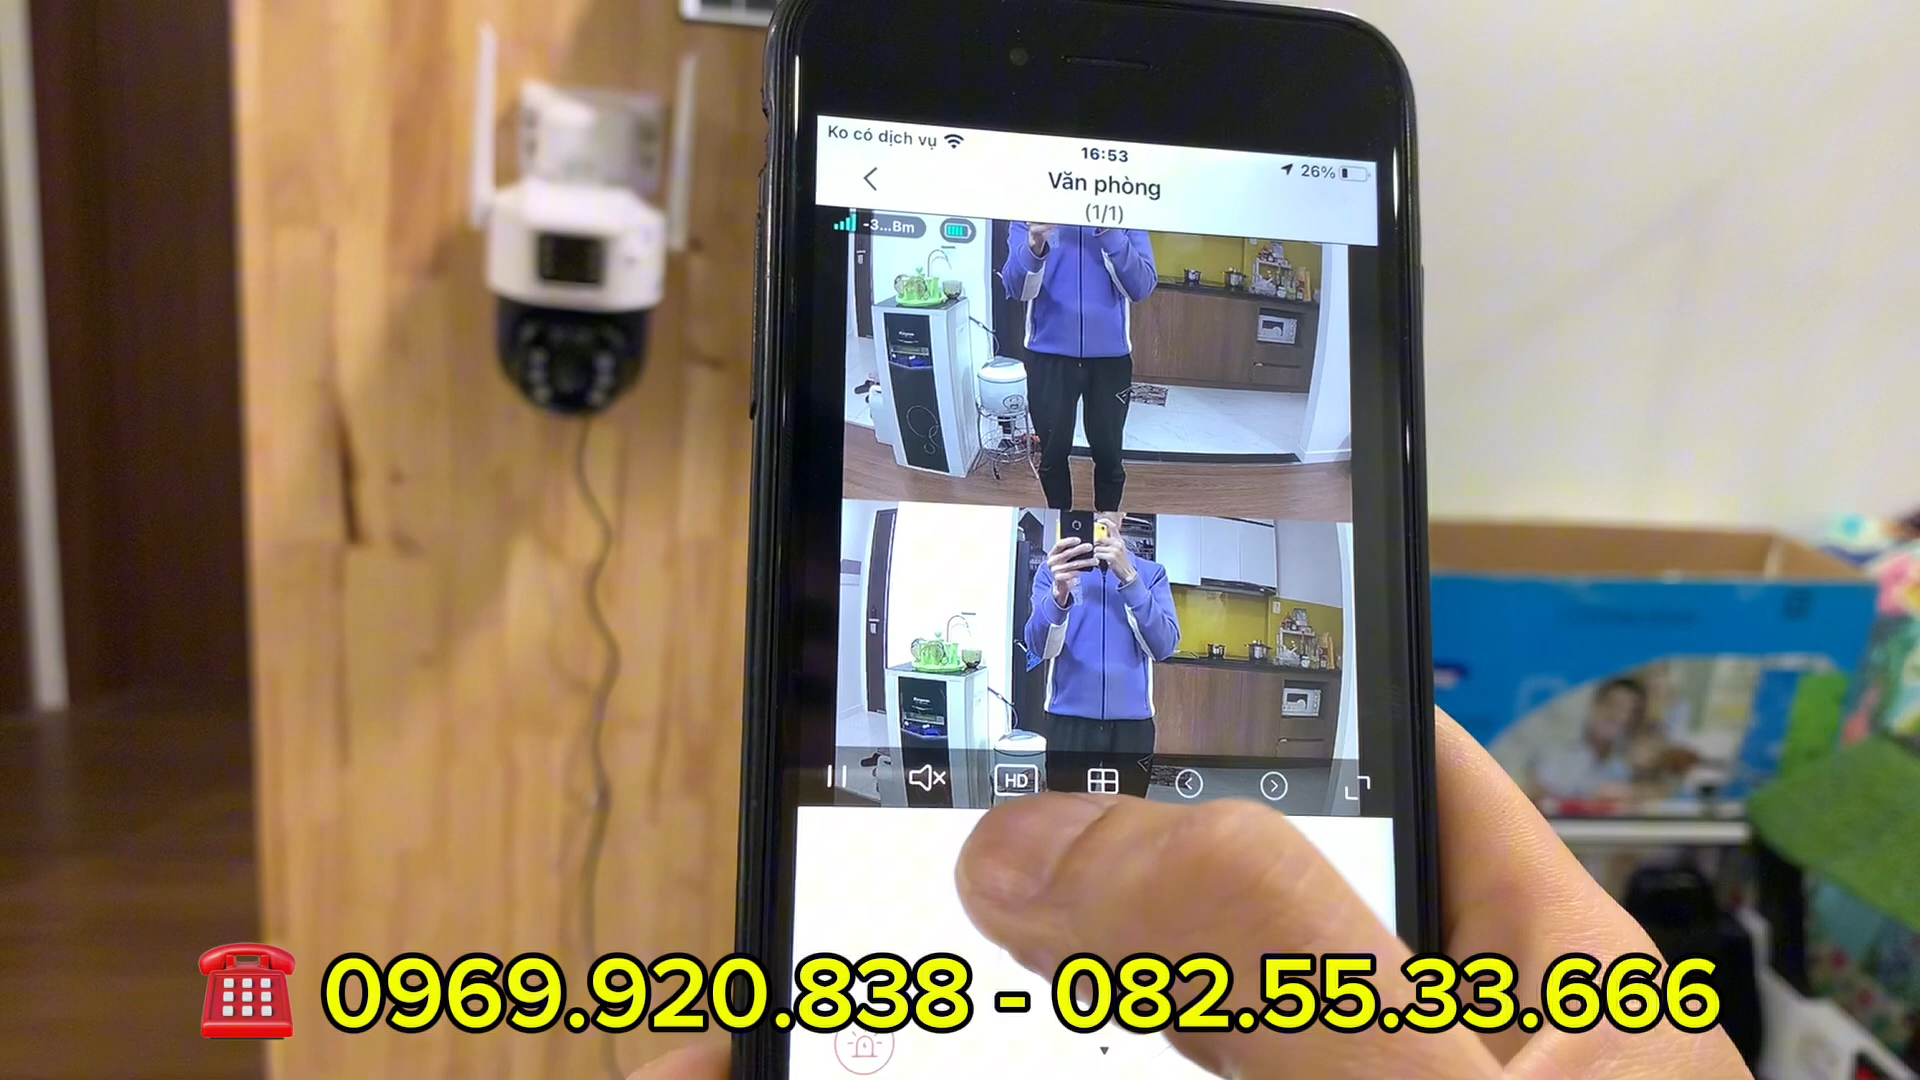 Ko có dịch vụ
16:53
26%
Văn phòng
(1/1)
-3...Bm
HD
0969.920.838 - 082.55.33.666